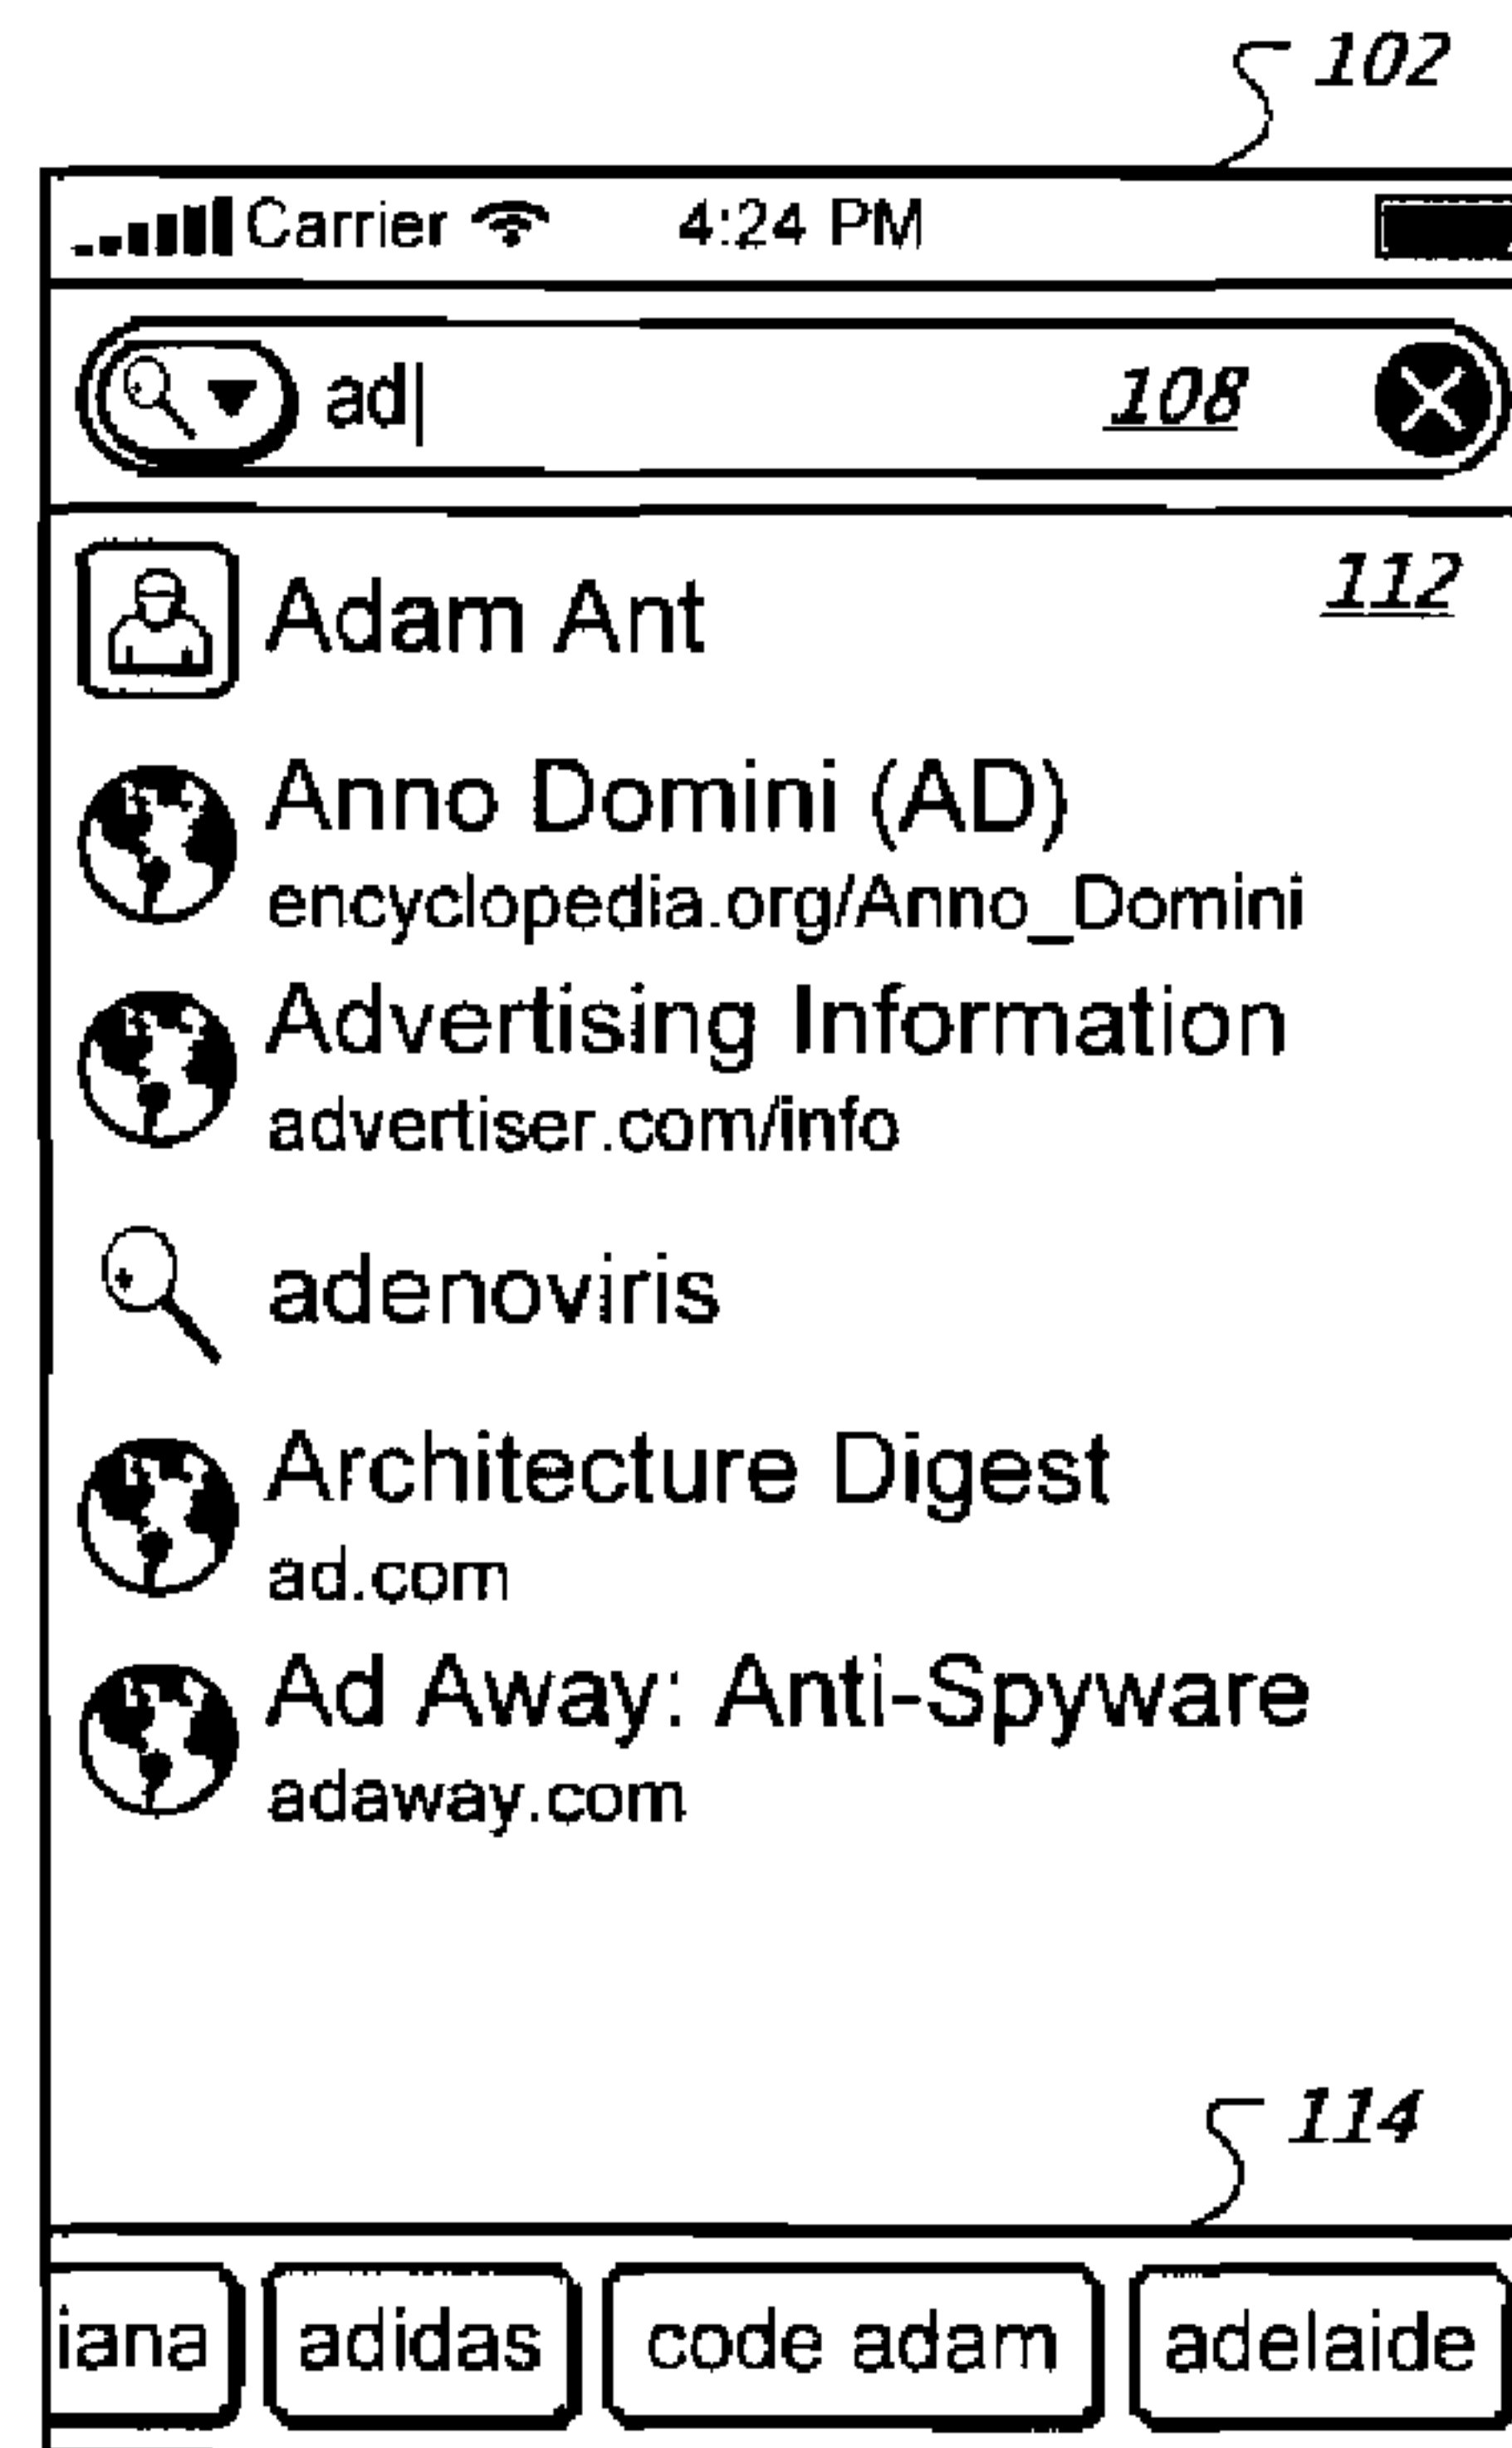 102
Carrier 4:24 PM
ad 108
112
Adam Ant
Anno Domini (AD)
encyclopedia.org/Anno_Domini
Advertising Information
advertiser.com/info
adenoviris
Architecture Digest
ad.com
Ad Away: Anti-Spyware
adaway.com
114
iana adidas code adam adelaide